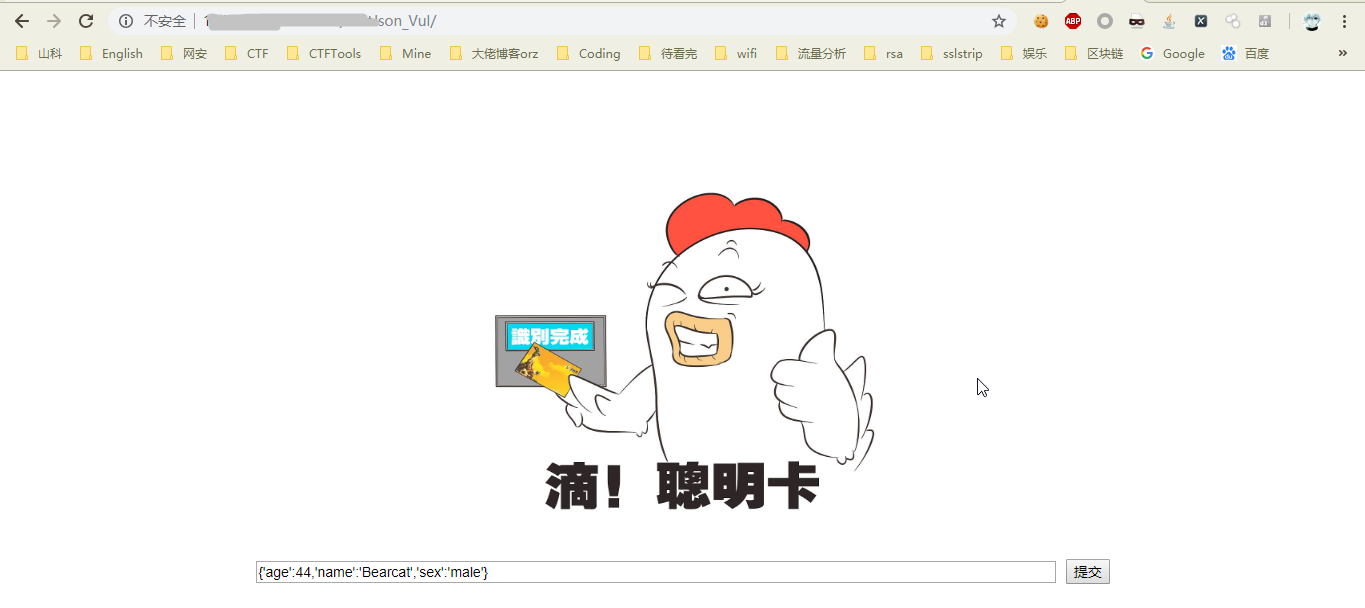 不安全 son_Vul/
山科 English 网安 CTF CTFTools Mine 大佬博客orz Coding 待看完 wifi 流量分析 rsa sslstrip 娱乐 区块链 Google 百度 »
ABP
識別完成
滴！聰明卡
{'age':44,'name':'Bearcat','sex':'male'} 提交